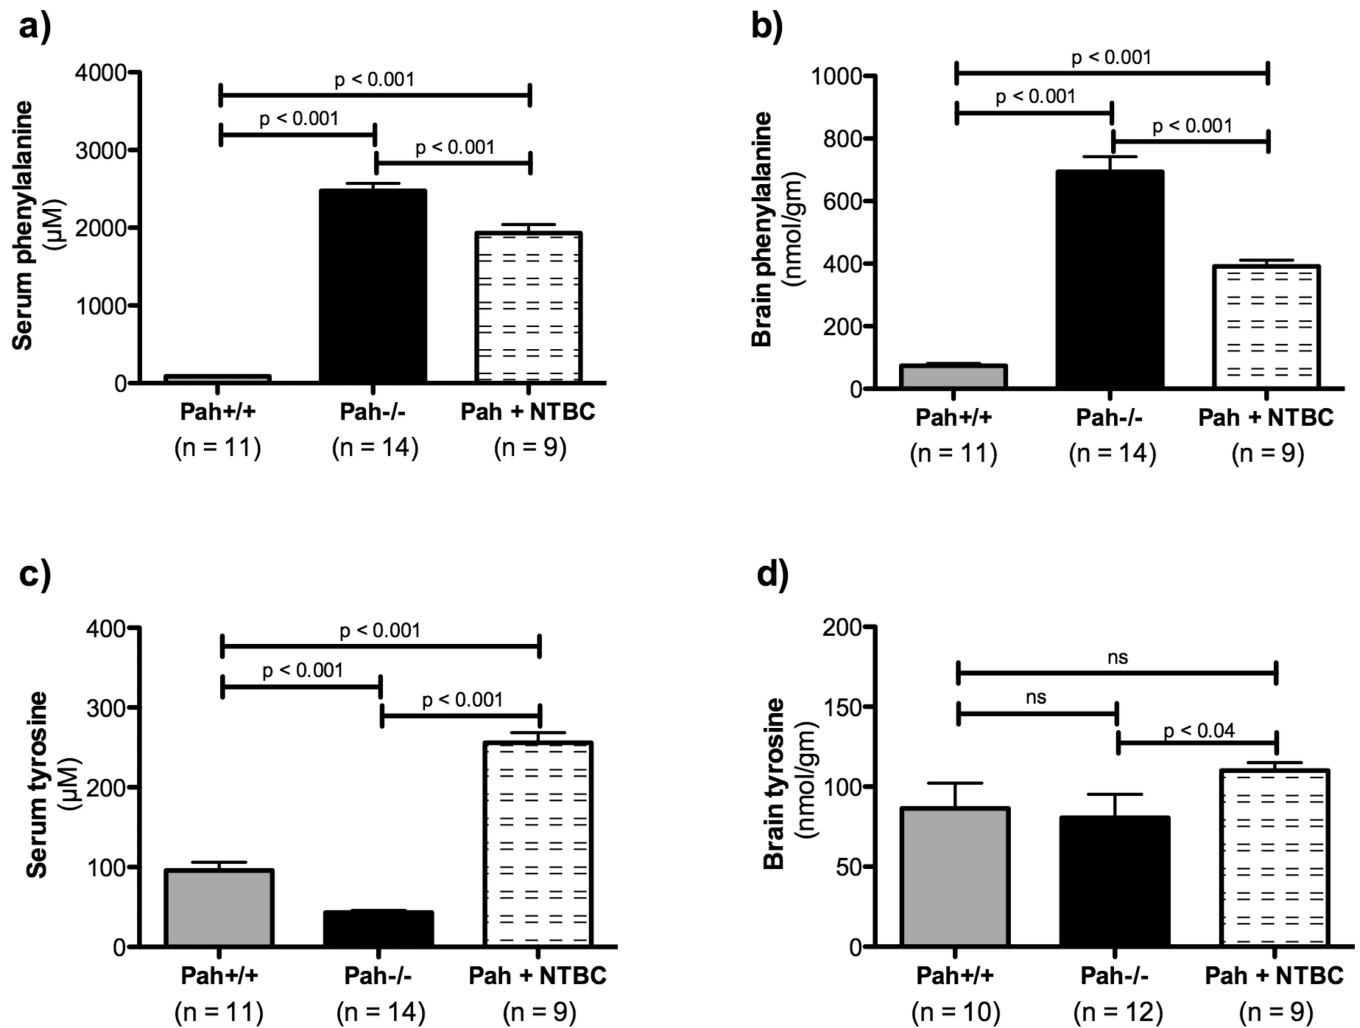 a)
4000
3000
2000
1000
0
Serum phenylalanine
(µM)
p < 0.001
p < 0.001
p < 0.001
Pah+/+ Pah-/- Pah + NTBC
(n = 11) (n = 14) (n = 9)
b)
1000
800
600
400
200
0
Brain phenylalanine
(nmol/gm)
p < 0.001
p < 0.001
p < 0.001
Pah+/+ Pah-/- Pah + NTBC
(n = 11) (n = 14) (n = 9)
c)
400
300
200
100
0
Serum tyrosine
(µM)
p < 0.001
p < 0.001
p < 0.001
Pah+/+ Pah-/- Pah + NTBC
(n = 11) (n = 14) (n = 9)
d)
200
150
100
50
0
Brain tyrosine
(nmol/gm)
ns
ns
p < 0.04
Pah+/+ Pah-/- Pah + NTBC
(n = 10) (n = 12) (n = 9)